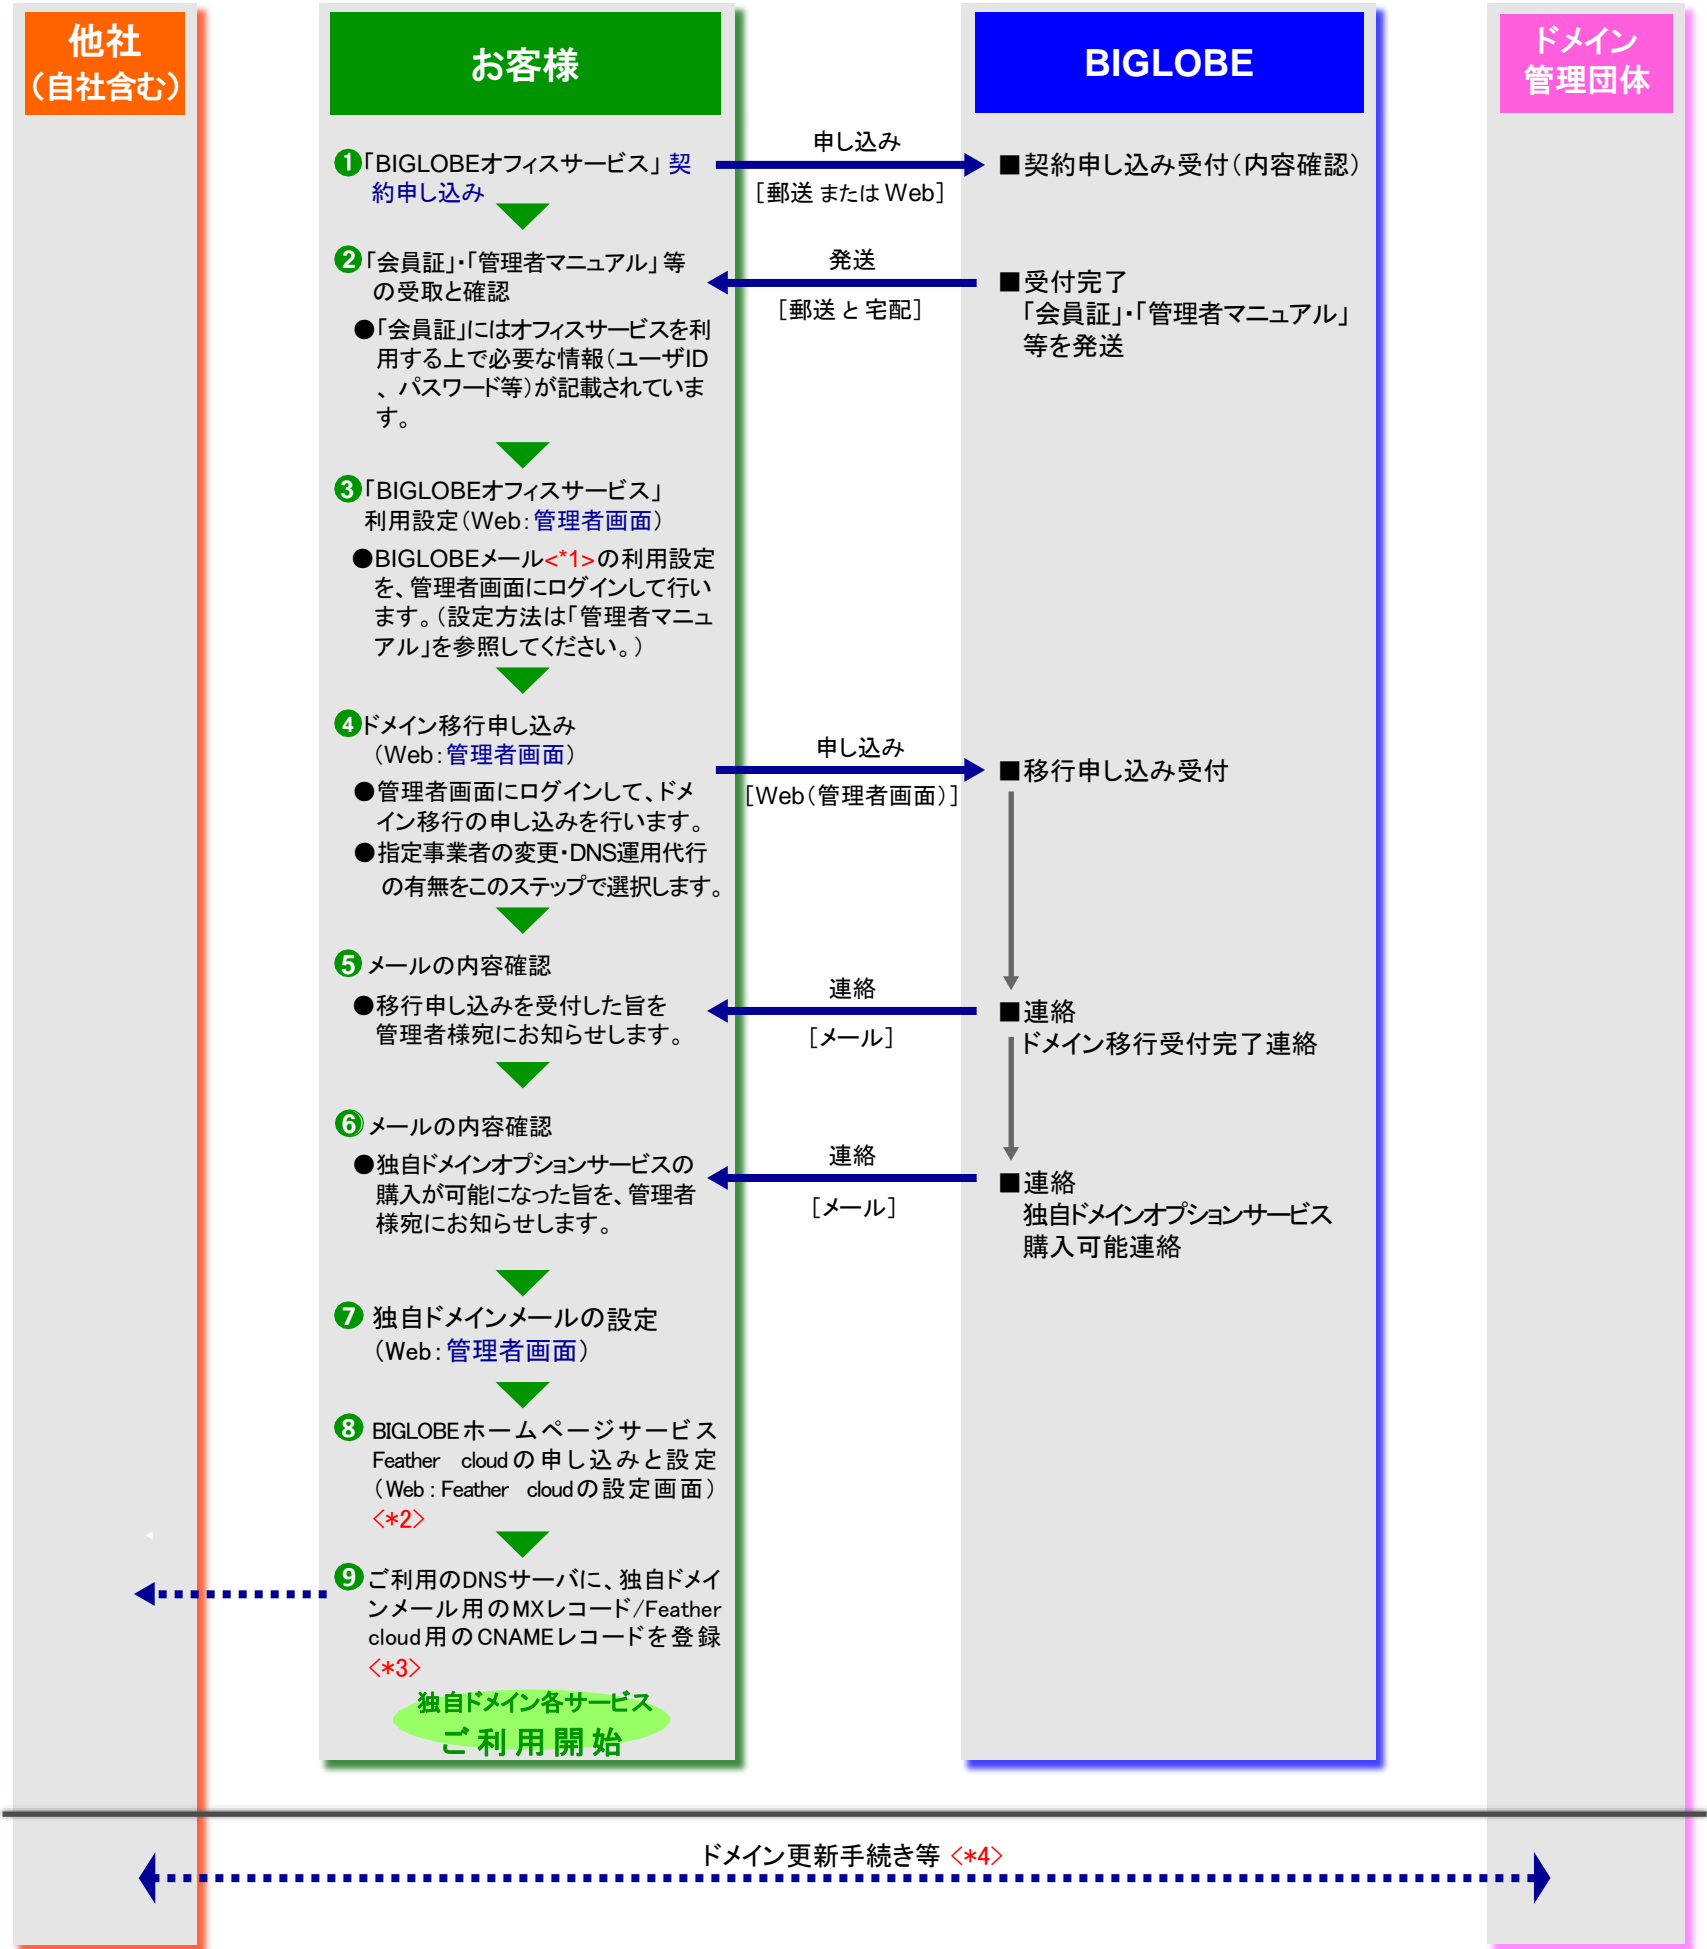 他社
（自社含む）
お客様
BIGLOBE
ドメイン
管理団体
❶「BIGLOBEオフィスサービス」 契
約申し込み
申し込み
［郵送 または Web］
■契約申し込み受付（内容確認）
❷「会員証」・「管理者マニュアル」 等
の受取と確認
●「会員証」にはオフィスサービスを利
用する上で必要な情報（ユーザID
、パスワード等）が記載されていま
す。
発送
［郵送 と 宅配］
■受付完了
「会員証」・「管理者マニュアル」
等を発送
❸「BIGLOBEオフィスサービス」
利用設定（Web：管理者画面）
●BIGLOBEメール<*1>の利用設定
を、管理者画面にログインして行い
ます。（設定方法は「管理者マニュ
アル」を参照してください。）
❹ドメイン移行申し込み
（Web：管理者画面）
●管理者画面にログインして、ドメ
イン移行の申し込みを行います。
●指定事業者の変更・DNS運用代行
の有無をこのステップで選択します。
申し込み
［Web（管理者画面）］
■移行申し込み受付
❺メールの内容確認
●移行申し込みを受付した旨を
管理者様宛にお知らせします。
連絡
［メール］
■連絡
ドメイン移行受付完了連絡
❻メールの内容確認
●独自ドメインオプションサービスの
購入が可能になった旨を、管理者
様宛にお知らせします。
連絡
［メール］
■連絡
独自ドメインオプションサービス
購入可能連絡
❼ 独自ドメインメールの設定
（Web：管理者画面）
❽ BIGLOBEホームページサービス
Feather cloudの申し込みと設定
（Web：Feather cloudの設定画面）
<*2>
❾ご利用のDNSサーバに、独自ドメイ
ンメール用のMXレコード/Feather
cloud用のCNAMEレコードを登録
<*3>
独自ドメイン各サービス
ご利用開始
ドメイン更新手続き等 <*4>